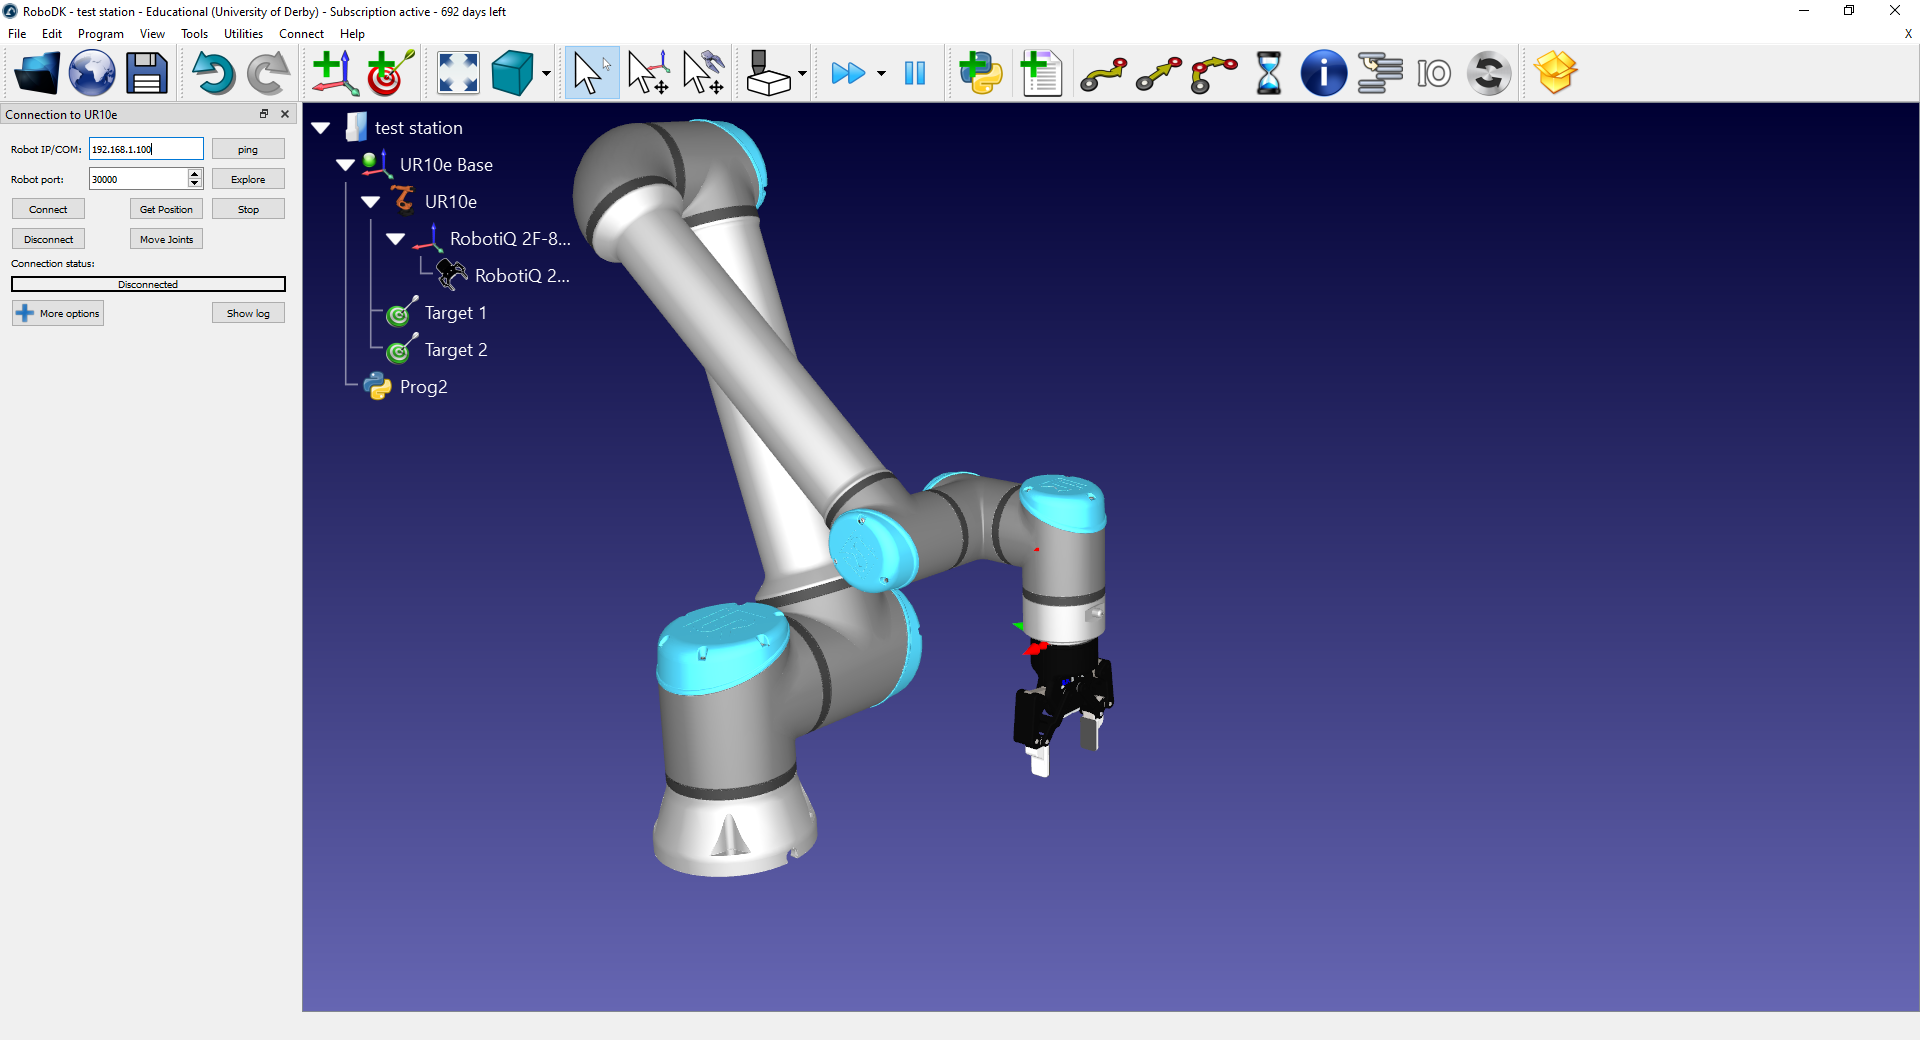 RoboDK - test station - Educational (University of Derby) - Subscription active - 692 days left
File Edit Program View Tools Utilities Connect Help X
IO
Connection to UR10e
Robot IP/COM: 192.168.1.100 ping
Robot port: 30000 Explore
Connect Get Position Stop
Disconnect Move Joints
Connection status:
Disconnected
More options Show log
test station
UR10e Base
UR10e
RobotiQ 2F-8...
RobotiQ 2...
Target 1
Target 2
Prog2